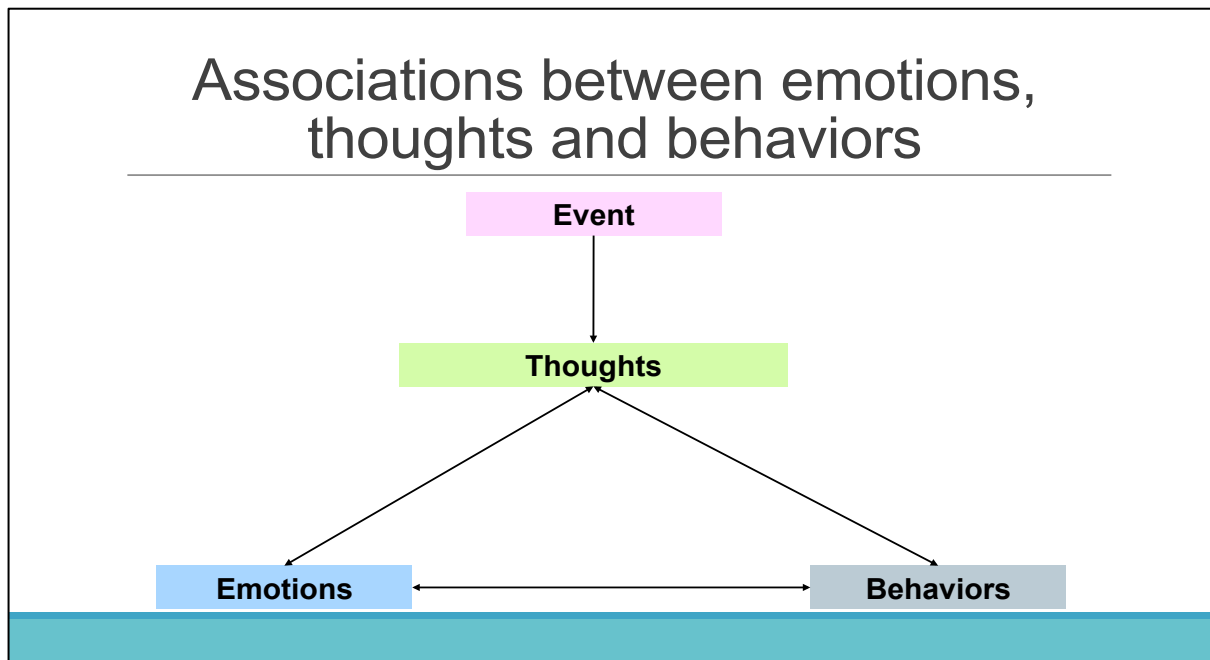 Associations between emotions,
thoughts and behaviors
Event
Thoughts
Emotions
Behaviors